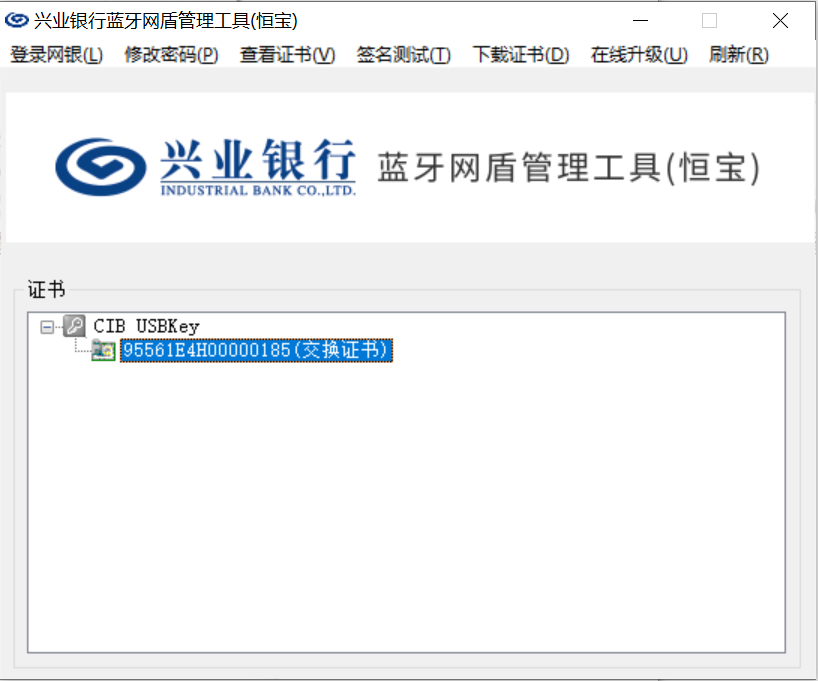 兴业银行蓝牙网盾管理工具(恒宝)
登录网银(L) 修改密码(P) 查看证书(V) 签名测试(T) 下载证书(D) 在线升级(U) 刷新(R)
兴业银行 蓝牙网盾管理工具(恒宝)
INDUSTRIAL BANK CO.,LTD.
证书
CIB USBKey
95561E4H00000185(交换证书)